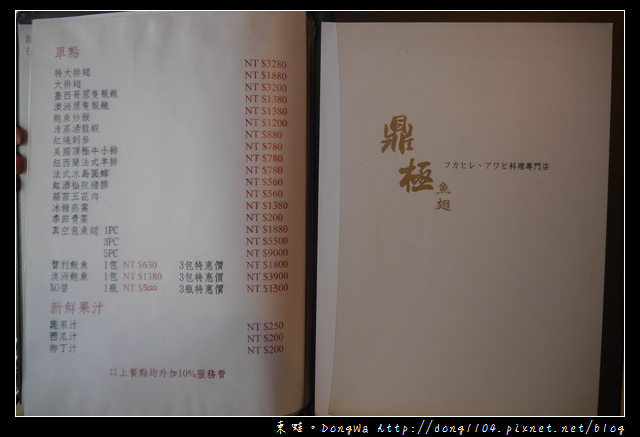 單點
特大排翅 NT $3280
大排翅 NT $1880
墨西哥原隻鮑魚 NT $3200
澳洲原隻鮑魚 NT $1380
鮑魚炒飯 NT $1380
清蒸活龍蝦 NT $1200
紅燒刺參 NT $880
美國頂極牛小排 NT $780
紐西蘭法式羊排 NT $780
法式冰島圓鱈 NT $780
紅酒豬排 NT $560
五花肉 NT $560
冰糖燕窩 NT $1380
季節青菜 NT $200
真空包魚翅 1PC NT $1880
3PC NT $5500
5PC NT $9000
智利鮑魚 1包 NT $630 3包特惠價 NT $1800
澳洲鮑魚 1包 NT $1380 3包特惠價 NT $3900
XO醬 1瓶 NT $500 3瓶特惠價 NT $1300
新鮮果汁
蔬果汁 NT $250
西瓜汁 NT $200
柳丁汁 NT $200
以上餐點均外加10%服務費
鼎極魚翅
フカヒレ・アワビ料理專門店
東蛙。DongWa http://dong1104.pixnet.net/blog